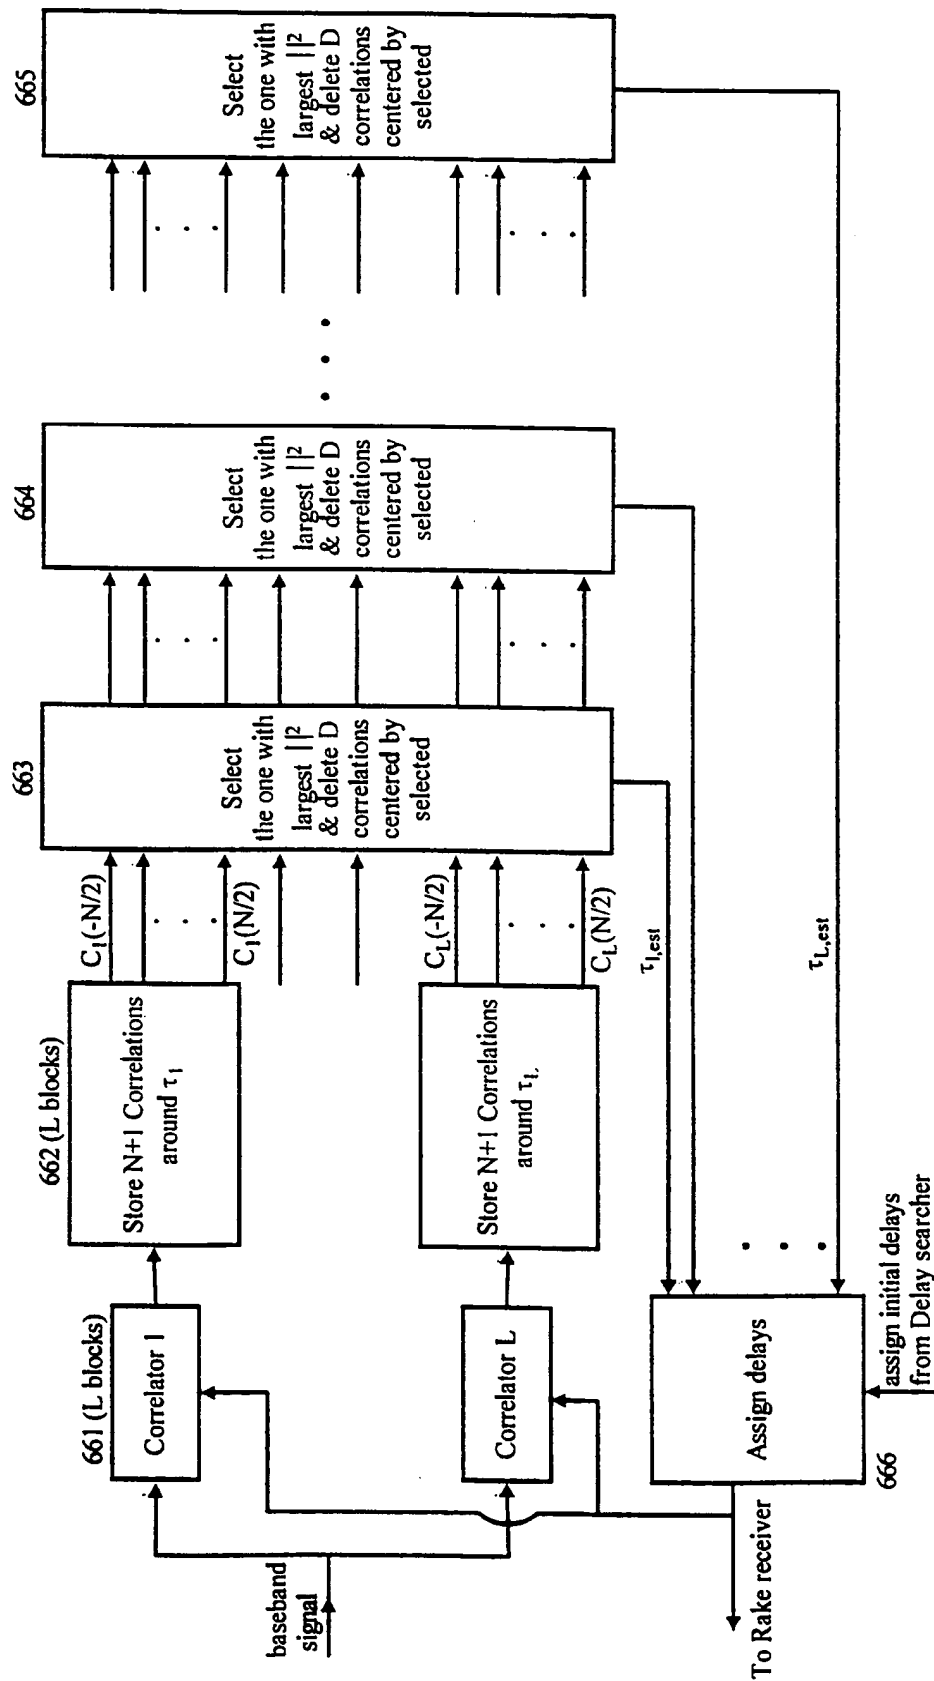 baseband
signal
661 (L blocks)
Correlator 1
Correlator L
662 (L blocks)
Store N+1 Correlations
around τ1
Store N+1 Correlations
around τL
C1(-N/2)
C1(N/2)
CL(-N/2)
CL(N/2)
663
Select
the one with
largest ||²
& delete D
correlations
centered by
selected
664
Select
the one with
largest ||²
& delete D
correlations
centered by
selected
665
Select
the one with
largest ||²
& delete D
correlations
centered by
selected
τ1,est
τL,est
Assign delays
666
assign initial delays
from Delay searcher
To Rake receiver